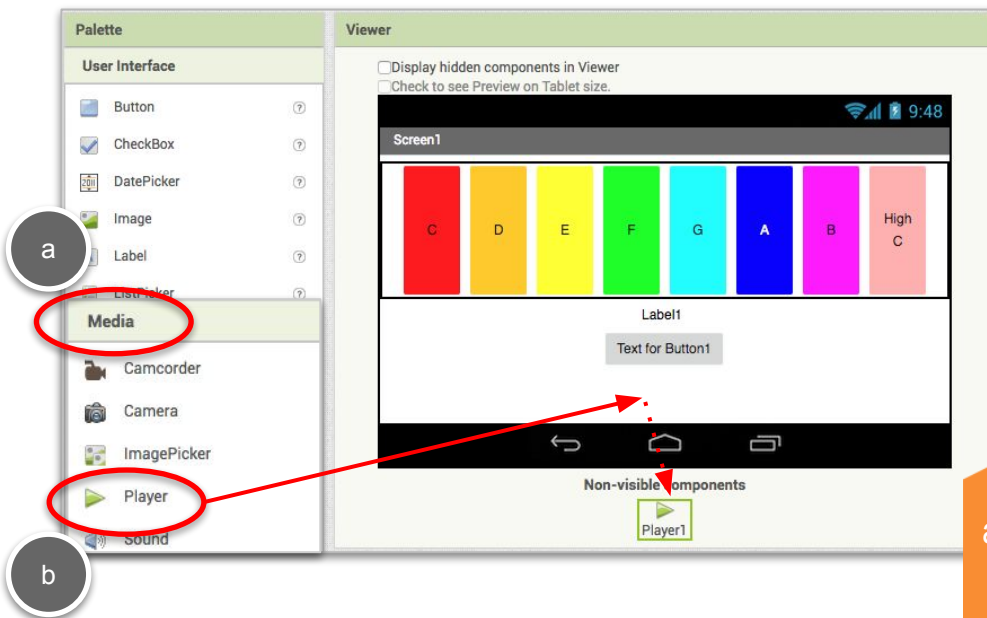 Palette
User Interface
Button
CheckBox
DatePicker
Image
Label
ListPicker
a
Media
Camcorder
Camera
ImagePicker
Player
Sound
b
Viewer
Display hidden components in Viewer
Check to see Preview on Tablet size.
9:48
Screen1
C
D
E
F
G
A
B
High
C
Label1
Text for Button1
Non-visible components
Player1